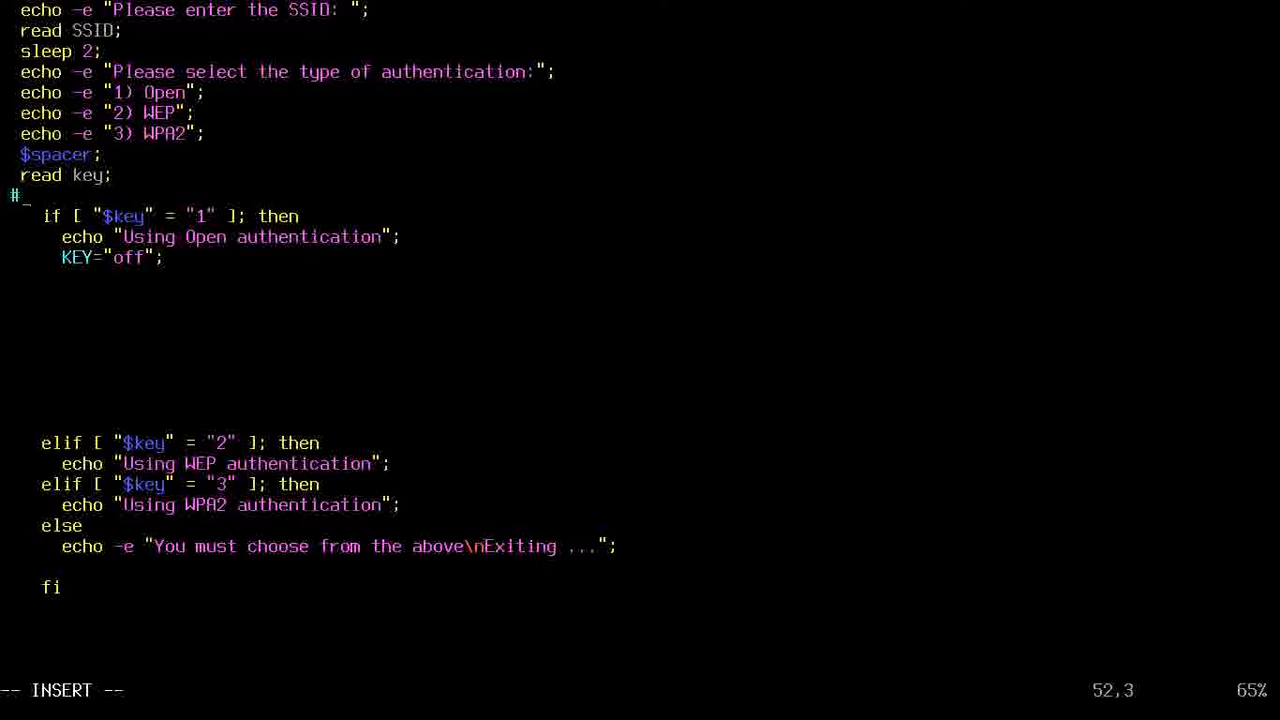 echo -e "Please enter the SSID: ";
read SSID;
sleep 2;
echo -e "Please select the type of authentication:";
echo -e "1) Open";
echo -e "2) WEP";
echo -e "3) WPA2";
$spacer;
read key;
#_
if [ "$key" = "1" ]; then
echo "Using Open authentication";
KEY="off";
elif [ "$key" = "2" ]; then
echo "Using WEP authentication";
elif [ "$key" = "3" ]; then
echo "Using WPA2 authentication";
else
echo -e "You must choose from the above\nExiting ...";
fi
-- INSERT -- 52,3 65%